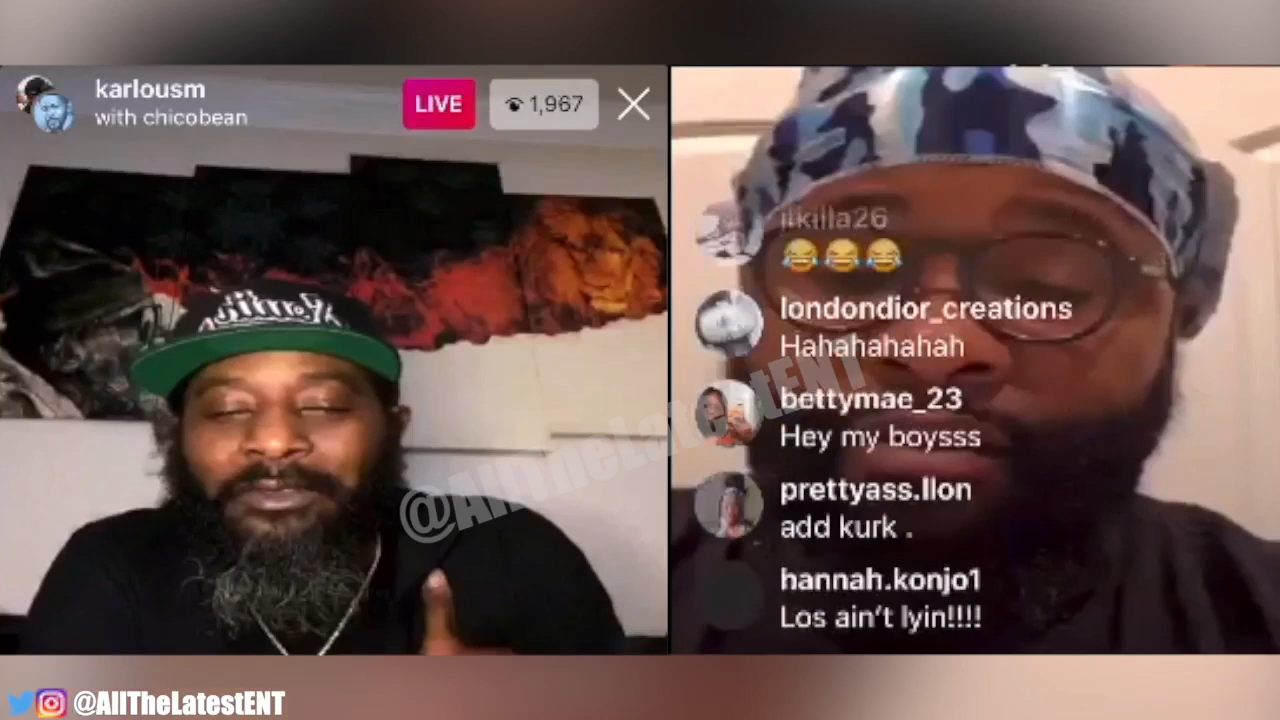 karlousm
with chicobean
LIVE
1,967
ilkilla26
😂😂😂
londondior_creations
Hahahahahah
bettymae_23
Hey my boysss
prettyass.llon
add kurk .
hannah.konjo1
Los ain’t lyin!!!!
@AllTheLatestENT
@AllTheLatestENT